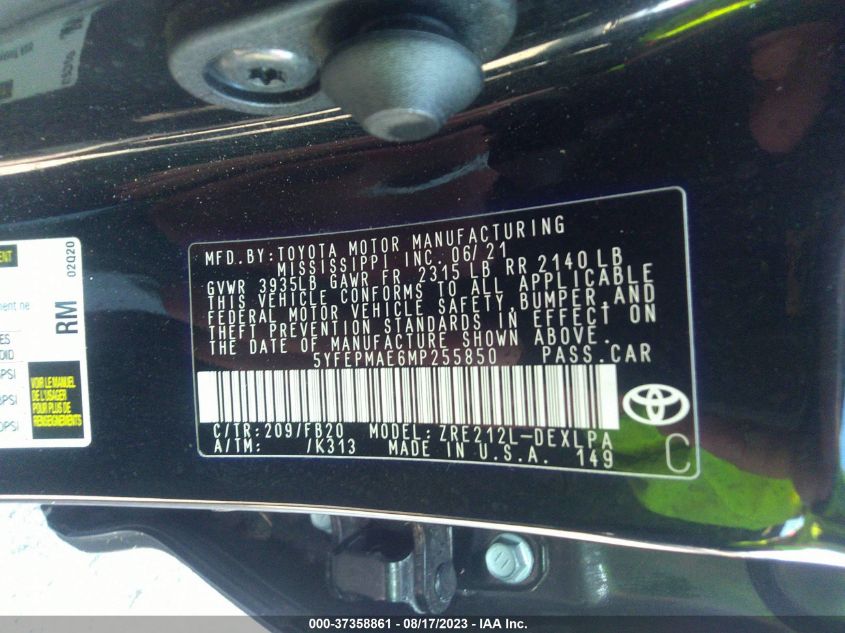 MFD.BY:TOYOTA MOTOR MANUFACTURING
MISSISSIPPI INC. 06/21
GVWR 3935LB GAWR FR 2315 LB RR 2140 LB
THIS VEHICLE CONFORMS TO ALL APPLICABLE
FEDERAL MOTOR VEHICLE SAFETY,BUMPER,AND
THEFT PREVENTION STANDARDS IN EFFECT ON
THE DATE OF MANUFACTURE SHOWN ABOVE.
5YFEPMAE6MP255850 PASS.CAR
C/TR:209/FB20 MODEL:ZRE212L-DEXLPA
A/TM: /K313 MADE IN U.S.A. 149
C
02Q20
RM
VOIR LE MANUEL
DE L'USAGER
POUR PLUS DE
RENSEIGNEMENTS
000-37358861 - 08/17/2023 - IAA Inc.